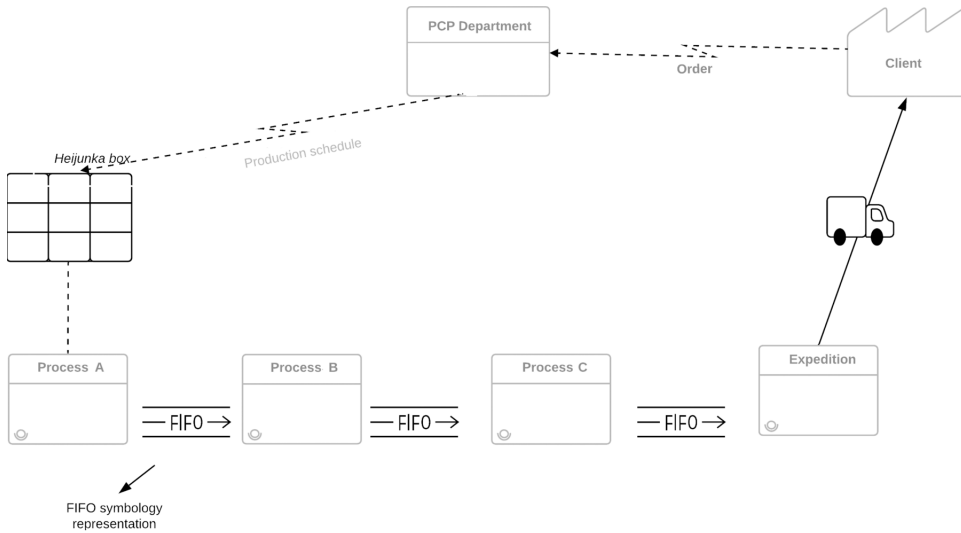 PCP Department
Client
Order
Heijunka box
Production schedule
Process A
Process B
Process C
Expedition
FIFO
FIFO
FIFO
FIFO symbology
representation